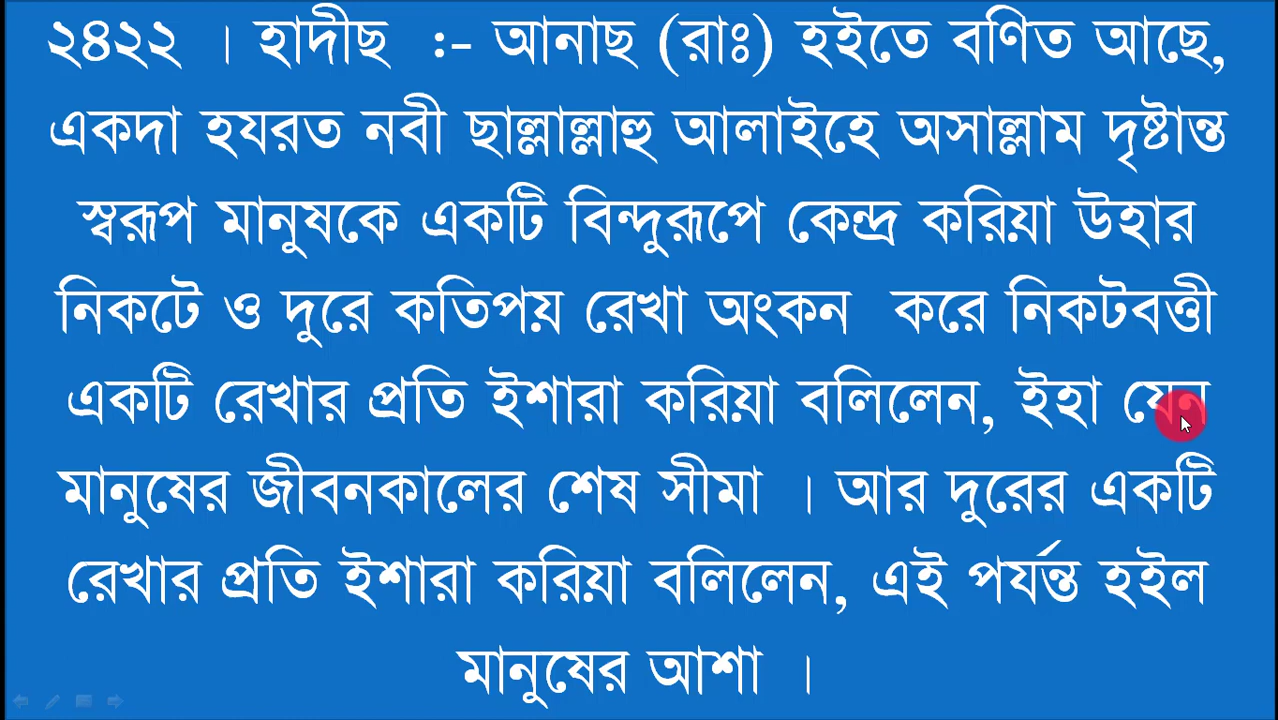 ২৪২২ । হাদীছ :- আনাছ (রাঃ) হইতে বণিত আছে,
একদা হযরত নবী ছাল্লাল্লাহু আলাইহে অসাল্লাম দৃষ্টান্ত
স্বরূপ মানুষকে একটি বিন্দুরূপে কেন্দ্র করিয়া উহার
নিকটে ও দুরে কতিপয় রেখা অংকন করে নিকটবর্ত্তী
একটি রেখার প্রতি ইশারা করিয়া বলিলেন, ইহা যেন
মানুষের জীবনকালের শেষ সীমা । আর দুরের একটি
রেখার প্রতি ইশারা করিয়া বলিলেন, এই পর্যন্ত হইল
মানুষের আশা ।